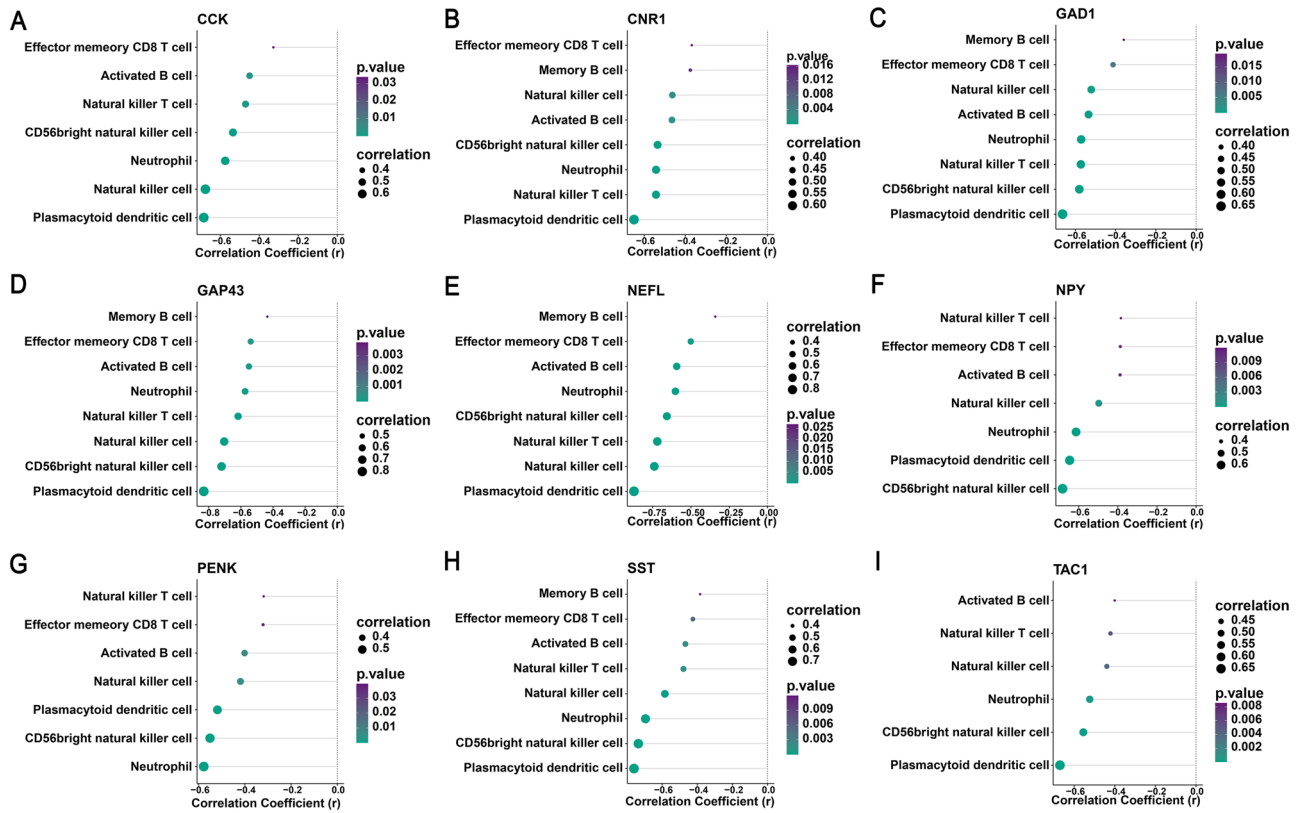 A
CCK
Effector memeory CD8 T cell
Activated B cell
Natural killer T cell
CD56bright natural killer cell
Neutrophil
Natural killer cell
Plasmacytoid dendritic cell
−0.6 −0.4 −0.2 0.0
Correlation Coefficient (r)
p.value
0.03
0.02
0.01
correlation
0.4
0.5
0.6
B
CNR1
Effector memeory CD8 T cell
Memory B cell
Natural killer cell
Activated B cell
CD56bright natural killer cell
Neutrophil
Natural killer T cell
Plasmacytoid dendritic cell
−0.6 −0.4 −0.2 0.0
Correlation Coefficient (r)
p.value
0.016
0.012
0.008
0.004
correlation
0.40
0.45
0.50
0.55
0.60
C
GAD1
Memory B cell
Effector memeory CD8 T cell
Natural killer cell
Activated B cell
Neutrophil
Natural killer T cell
CD56bright natural killer cell
Plasmacytoid dendritic cell
−0.6 −0.4 −0.2 0.0
Correlation Coefficient (r)
p.value
0.015
0.010
0.005
correlation
0.40
0.45
0.50
0.55
0.60
0.65
D
GAP43
Memory B cell
Effector memeory CD8 T cell
Activated B cell
Neutrophil
Natural killer T cell
Natural killer cell
CD56bright natural killer cell
Plasmacytoid dendritic cell
−0.8 −0.6 −0.4 −0.2 0.0
Correlation Coefficient (r)
p.value
0.003
0.002
0.001
correlation
0.5
0.6
0.7
0.8
E
NEFL
Memory B cell
Effector memeory CD8 T cell
Activated B cell
Neutrophil
CD56bright natural killer cell
Natural killer T cell
Natural killer cell
Plasmacytoid dendritic cell
−0.75 −0.50 −0.25 0.00
Correlation Coefficient (r)
correlation
0.4
0.5
0.6
0.7
0.8
p.value
0.025
0.020
0.015
0.010
0.005
F
NPY
Natural killer T cell
Effector memeory CD8 T cell
Activated B cell
Natural killer cell
Neutrophil
Plasmacytoid dendritic cell
CD56bright natural killer cell
−0.6 −0.4 −0.2 0.0
Correlation Coefficient (r)
p.value
0.009
0.006
0.003
correlation
0.4
0.5
0.6
G
PENK
Natural killer T cell
Effector memeory CD8 T cell
Activated B cell
Natural killer cell
Plasmacytoid dendritic cell
CD56bright natural killer cell
Neutrophil
−0.6 −0.4 −0.2 0.0
Correlation Coefficient (r)
correlation
0.4
0.5
p.value
0.03
0.02
0.01
H
SST
Memory B cell
Effector memeory CD8 T cell
Activated B cell
Natural killer T cell
Natural killer cell
Neutrophil
CD56bright natural killer cell
Plasmacytoid dendritic cell
−0.8 −0.6 −0.4 −0.2 0.0
Correlation Coefficient (r)
correlation
0.4
0.5
0.6
0.7
p.value
0.009
0.006
0.003
I
TAC1
Activated B cell
Natural killer T cell
Natural killer cell
Neutrophil
CD56bright natural killer cell
Plasmacytoid dendritic cell
−0.6 −0.4 −0.2 0.0
Correlation Coefficient (r)
correlation
0.45
0.50
0.55
0.60
0.65
p.value
0.008
0.006
0.004
0.002